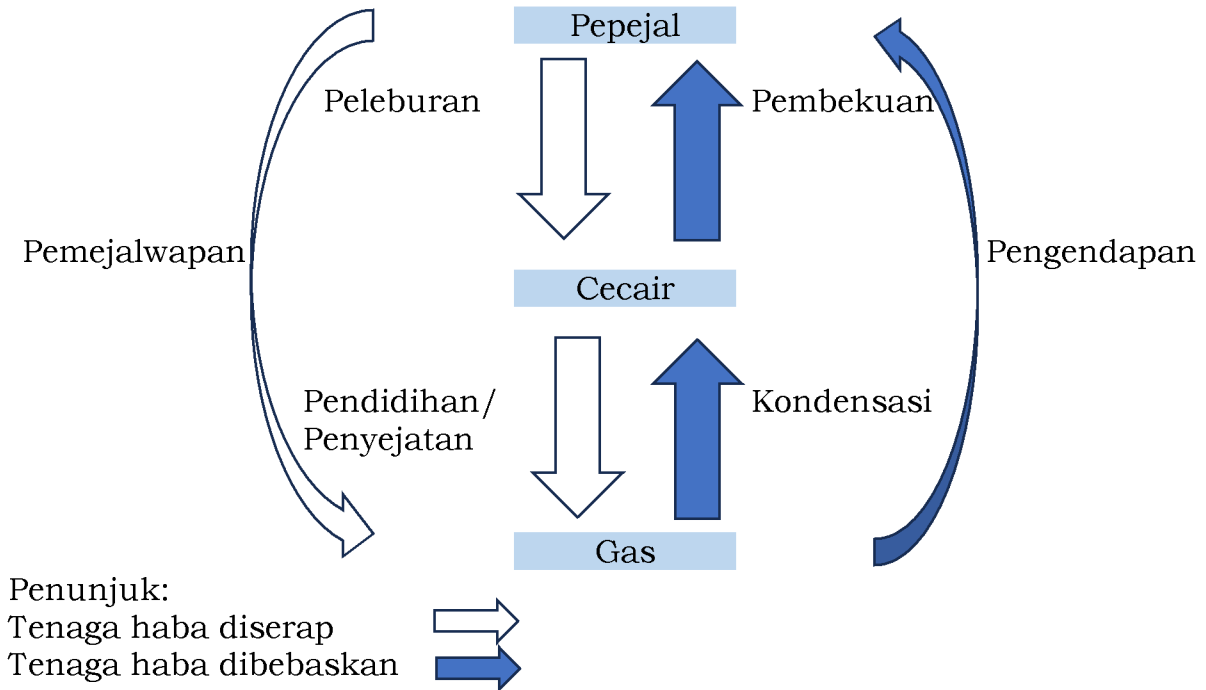 Pepejal
Peleburan
Pembekuan
Pemejalwapan
Pengendapan
Cecair
Pendidihan/
Penyejatan
Kondensasi
Gas
Penunjuk:
Tenaga haba diserap
Tenaga haba dibebaskan